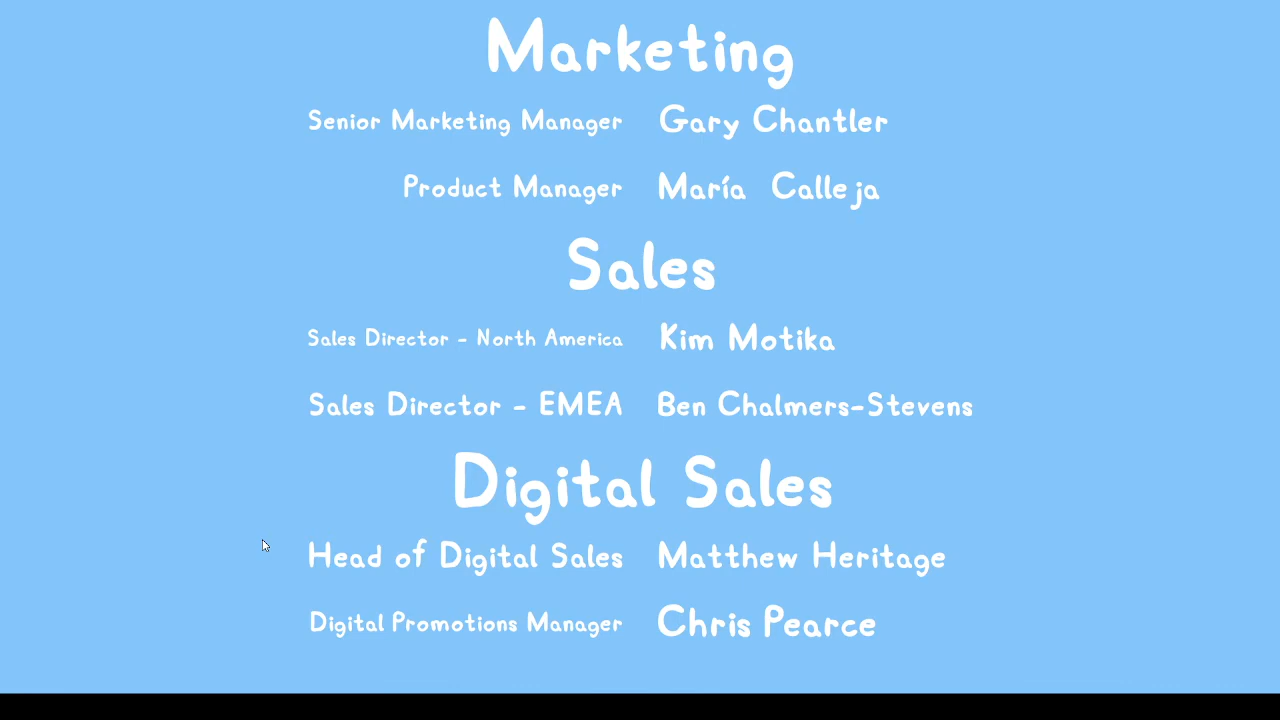 Marketing
Senior Marketing Manager Gary Chantler
Product Manager María Calleja
Sales
Sales Director - North America Kim Motika
Sales Director - EMEA Ben Chalmers-Stevens
Digital Sales
Head of Digital Sales Matthew Heritage
Digital Promotions Manager Chris Pearce